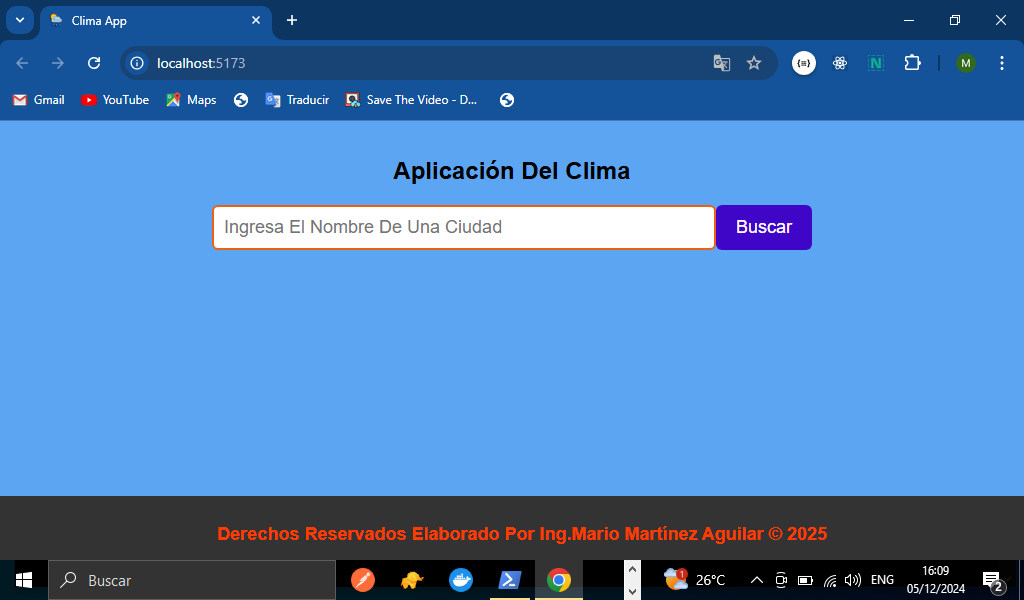 Clima App
localhost:5173
Gmail
YouTube
Maps
Traducir
Save The Video - D...
N
M
Aplicación Del Clima
Ingresa El Nombre De Una Ciudad
Buscar
Derechos Reservados Elaborado Por Ing.Mario Martínez Aguilar © 2025
Buscar
1
26°C
ENG
16:09
05/12/2024
2